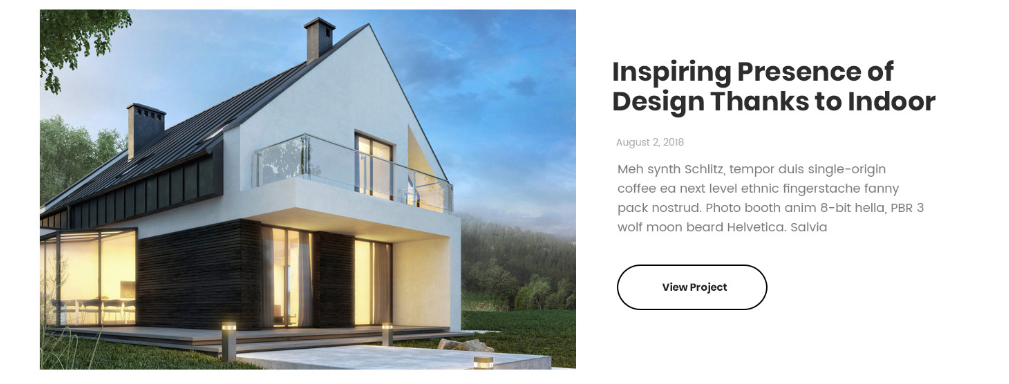 Inspiring Presence of
Design Thanks to Indoor
August 2, 2018
Meh synth Schlitz, tempor duis single-origin
coffee ea next level ethnic fingerstache fanny
pack nostrud. Photo booth anim 8-bit hella, PBR 3
wolf moon beard Helvetica. Salvia
View Project